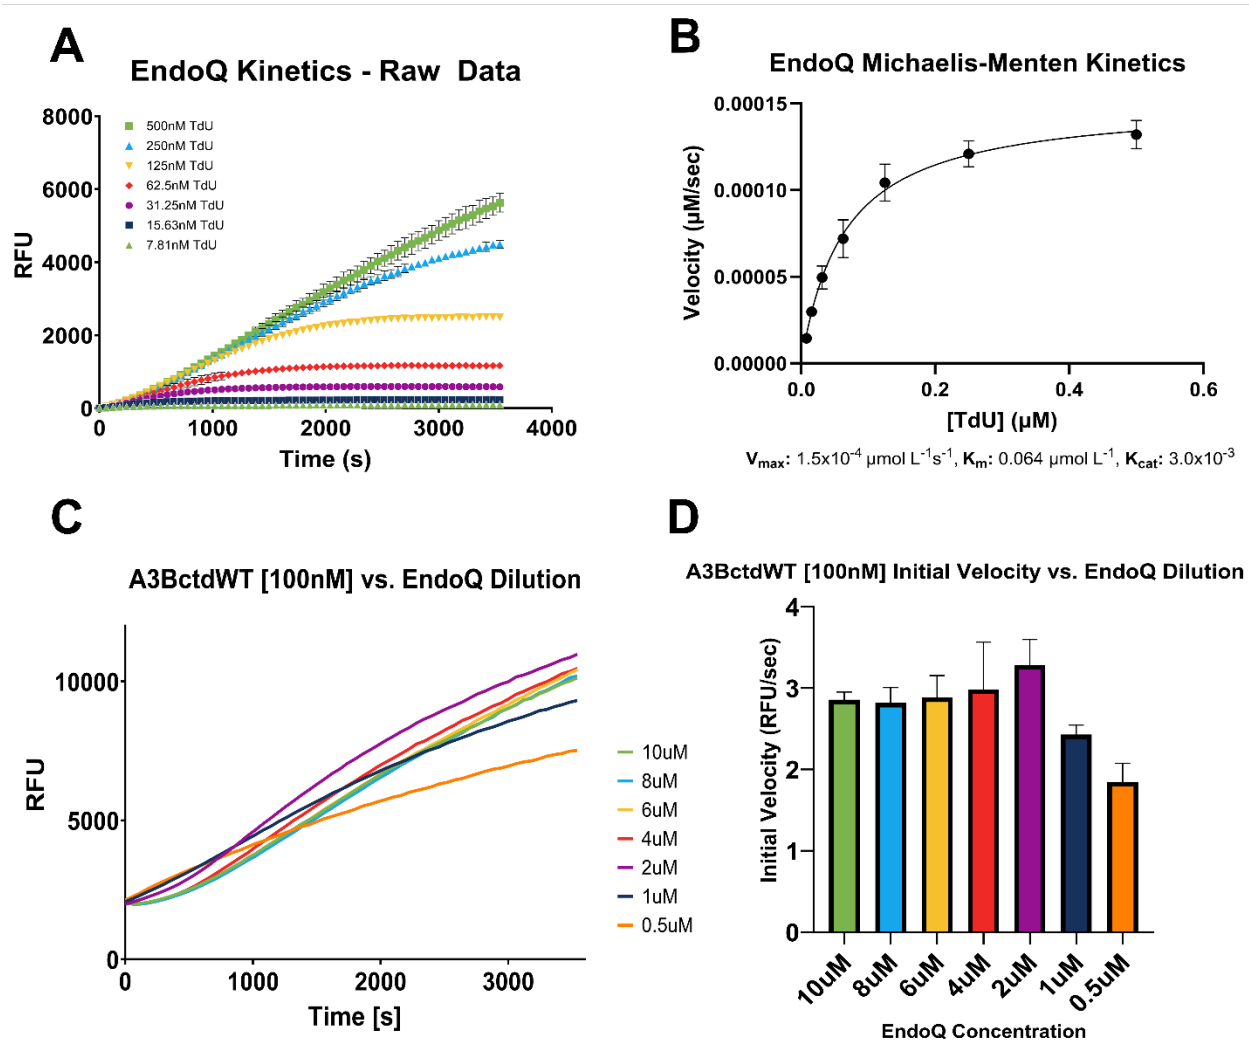 A
EndoQ Kinetics - Raw Data
8000
6000
4000
2000
0
RFU
500nM TdU
250nM TdU
125nM TdU
62.5nM TdU
31.25nM TdU
15.63nM TdU
7.81nM TdU
0 1000 2000 3000 4000
Time (s)
B
EndoQ Michaelis-Menten Kinetics
0.00015
0.00010
0.00005
0.00000
Velocity (µM/sec)
0.0 0.2 0.4 0.6
[TdU] (µM)
Vmax: 1.5x10⁻⁴ µmol L⁻¹s⁻¹, Km: 0.064 µmol L⁻¹, Kcat: 3.0x10⁻³
C
A3BctdWT [100nM] vs. EndoQ Dilution
10000
5000
0
RFU
0 1000 2000 3000
Time [s]
10uM
8uM
6uM
4uM
2uM
1uM
0.5uM
D
A3BctdWT [100nM] Initial Velocity vs. EndoQ Dilution
4
3
2
1
0
Initial Velocity (RFU/sec)
10uM 8uM 6uM 4uM 2uM 1uM 0.5uM
EndoQ Concentration